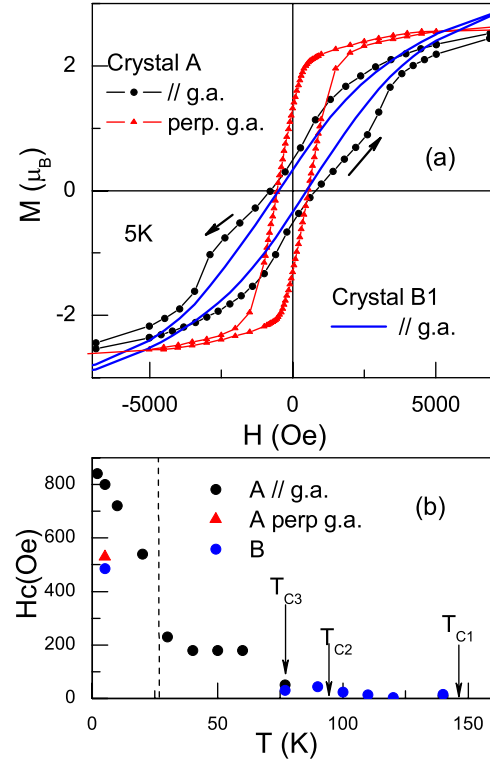 Crystal A
// g.a.
perp. g.a.
(a)
5K
Crystal B1
// g.a.
M (μB)
2
0
-2
-5000 0 5000
H (Oe)
A // g.a.
A perp g.a.
B
(b)
TC3
TC2
TC1
Hc(Oe)
800
600
400
200
0
0 50 100 150
T (K)